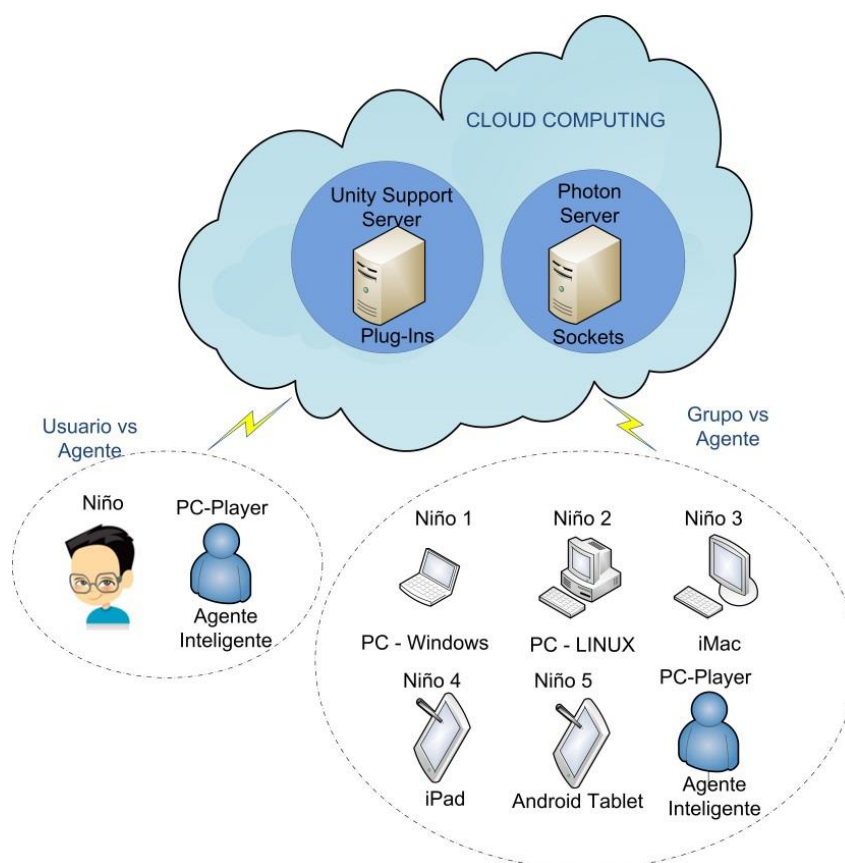 CLOUD COMPUTING
Unity Support
Server
Plug-Ins
Photon
Server
Sockets
Usuario vs
Agente
Grupo vs
Agente
Niño
PC-Player
Agente
Inteligente
Niño 1
Niño 2
Niño 3
PC - Windows
PC - LINUX
iMac
Niño 4
Niño 5
PC-Player
iPad
Android Tablet
Agente
Inteligente